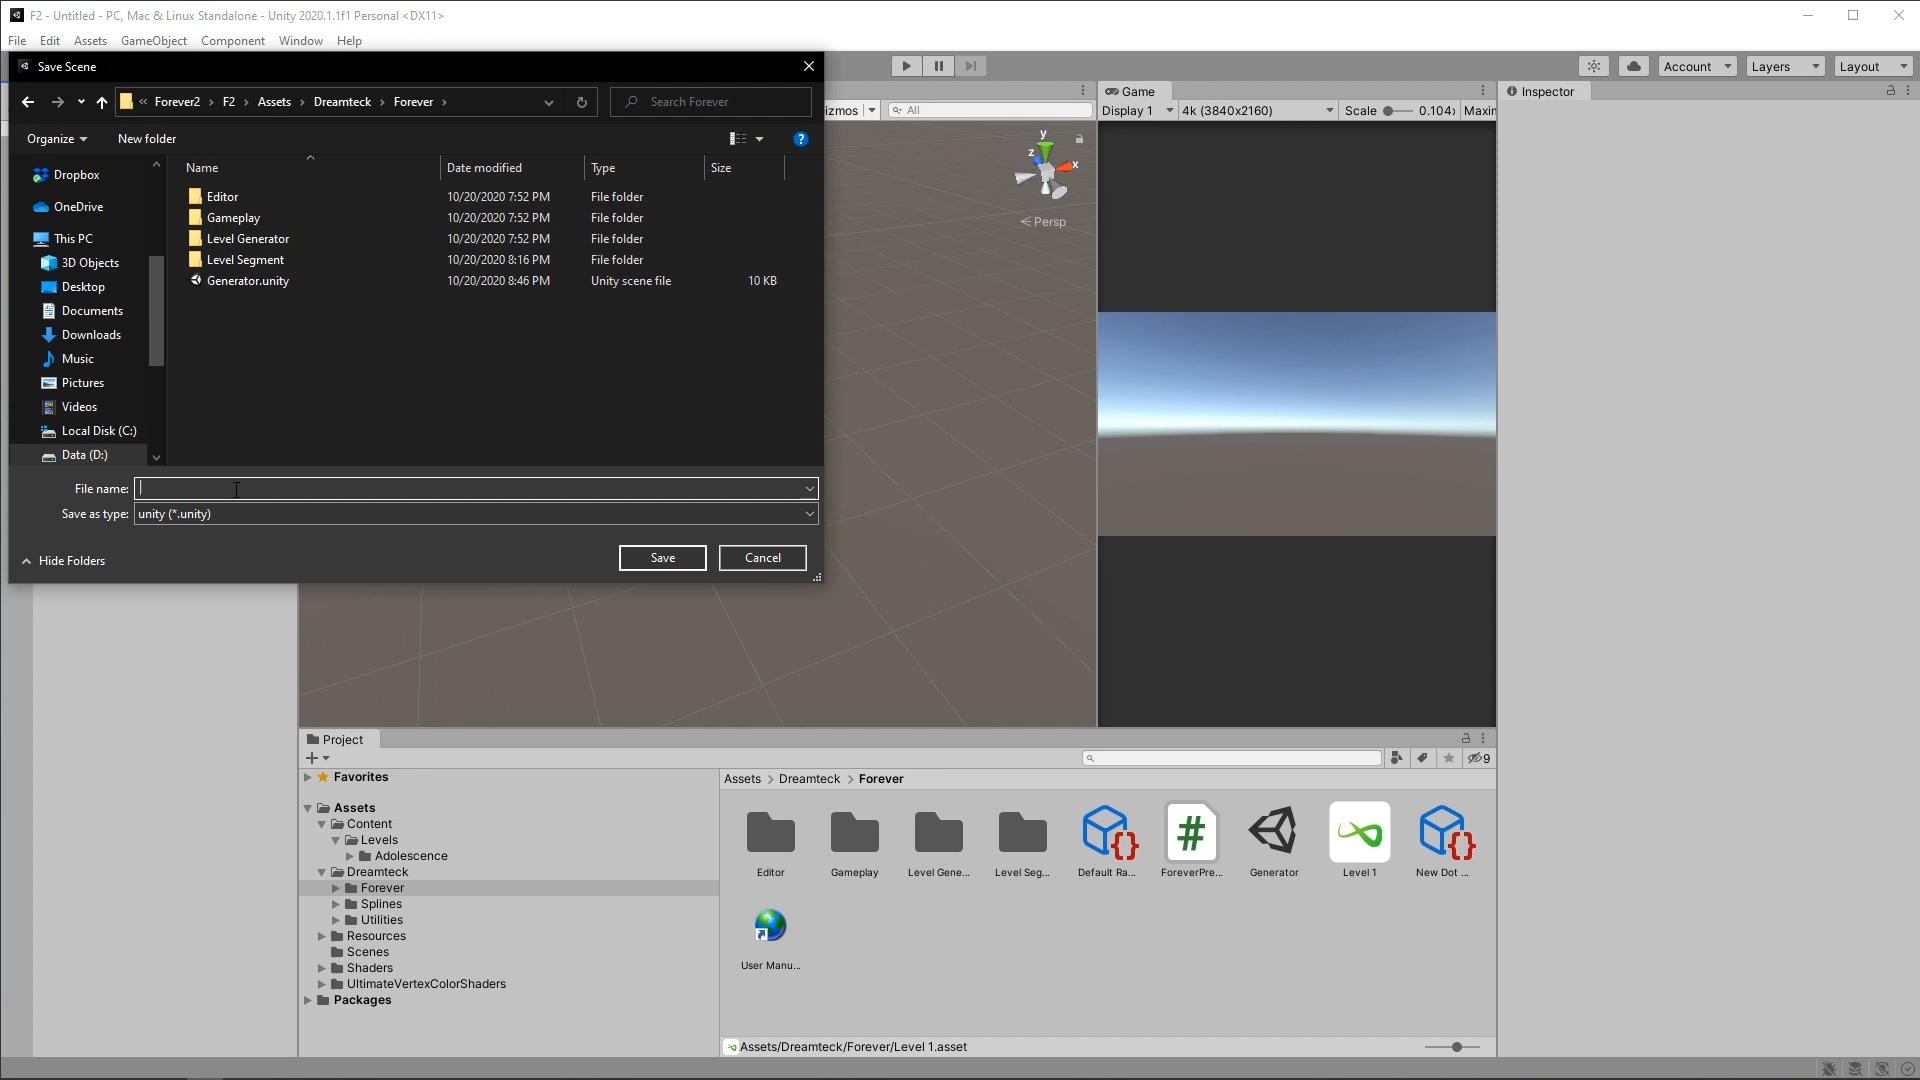 F2 - Untitled - PC, Mac & Linux Standalone - Unity 2020.1.1f1 Personal <DX11>
File Edit Assets GameObject Component Window Help
Save Scene
Account Layers Layout
« Forever2 › F2 › Assets › Dreamteck › Forever ›
Search Forever
Organize New folder
Game
Inspector
izmos All
Display 1 4k (3840x2160) Scale 0.104x Maxin
Name Date modified Type Size
Editor 10/20/2020 7:52 PM File folder
Gameplay 10/20/2020 7:52 PM File folder
Level Generator 10/20/2020 7:52 PM File folder
Level Segment 10/20/2020 8:16 PM File folder
Generator.unity 10/20/2020 8:46 PM Unity scene file 10 KB
Dropbox
OneDrive
This PC
3D Objects
Desktop
Documents
Downloads
Music
Pictures
Videos
Local Disk (C:)
Data (D:)
y
z
x
< Persp
File name:
Save as type: unity (*.unity)
Hide Folders
Save Cancel
Project
9
Favorites
Assets
Content
Levels
Adolescence
Dreamteck
Forever
Splines
Utilities
Resources
Scenes
Shaders
UltimateVertexColorShaders
Packages
Assets > Dreamteck > Forever
Editor Gameplay Level Gene... Level Seg... Default Ra... ForeverPre... Generator Level 1 New Dot ...
User Manu...
Assets/Dreamteck/Forever/Level 1.asset